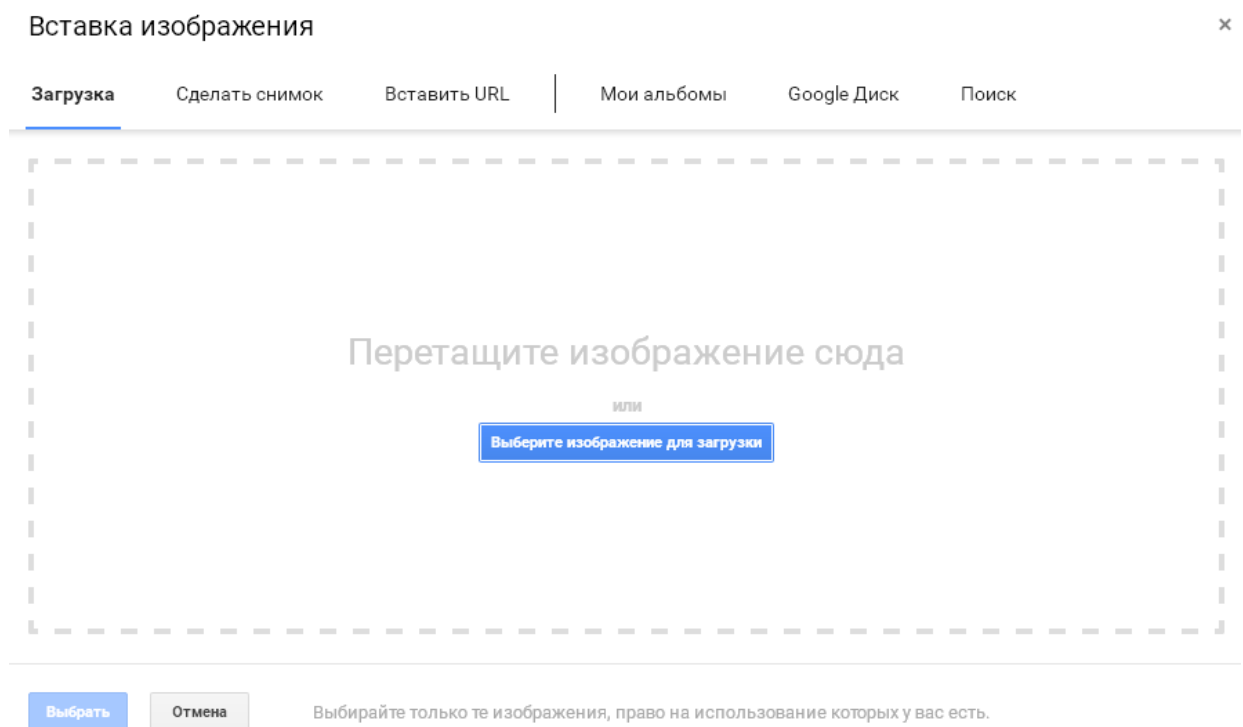 Вставка изображения
Загрузка Сделать снимок Вставить URL Мои альбомы Google Диск Поиск
Перетащите изображение сюда
или
Выберите изображение для загрузки
Выбрать Отмена Выбирайте только те изображения, право на использование которых у вас есть.